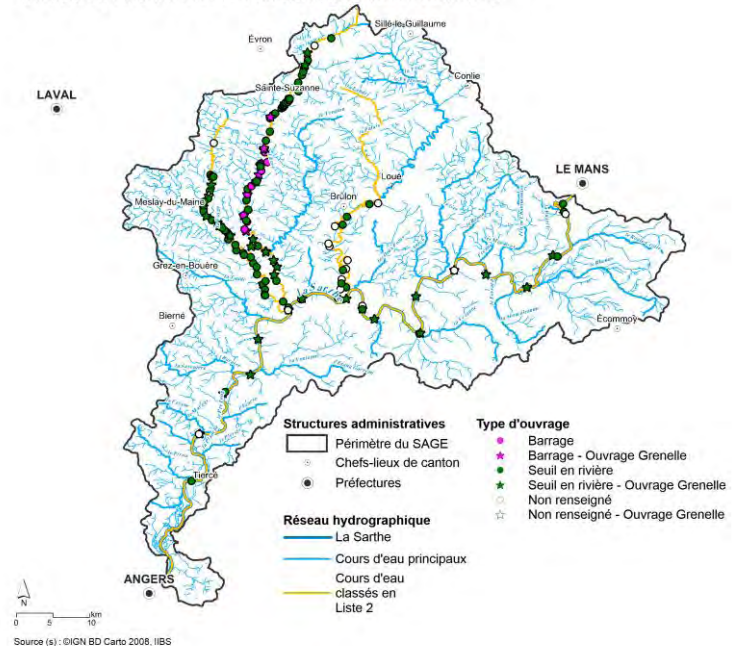 Sillé-le-Guillaume
Évron
Conlie
Sainte-Suzanne
LAVAL
LE MANS
Loué
Brûlon
Meslay-du-Maine
Grez-en-Bouère
La Sarthe
Bierné
Écommoy
Tiercé
ANGERS
Structures administratives
Périmètre du SAGE
Chefs-lieux de canton
Préfectures
Réseau hydrographique
La Sarthe
Cours d'eau principaux
Cours d'eau
classés en
Liste 2
Type d'ouvrage
Barrage
Barrage - Ouvrage Grenelle
Seuil en rivière
Seuil en rivière - Ouvrage Grenelle
Non renseigné
Non renseigné - Ouvrage Grenelle
N
km
0 5 10
Source (s) : ©IGN BD Carto 2008, IIBS